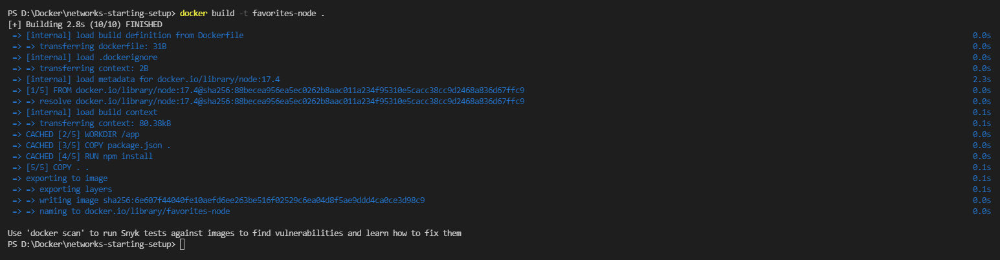 PS D:\Docker\networks-starting-setup> docker build -t favorites-node .
[+] Building 2.8s (10/10) FINISHED
=> [internal] load build definition from Dockerfile 0.0s
=> => transferring dockerfile: 31B 0.0s
=> [internal] load .dockerignore 0.0s
=> => transferring context: 2B 0.0s
=> [internal] load metadata for docker.io/library/node:17.4 2.3s
=> [1/5] FROM docker.io/library/node:17.4@sha256:88becea956ea5ec0262b8aac011a234f95310e5cacc38cc9d2468a836d67ffc9 0.0s
=> => resolve docker.io/library/node:17.4@sha256:88becea956ea5ec0262b8aac011a234f95310e5cacc38cc9d2468a836d67ffc9 0.0s
=> [internal] load build context 0.1s
=> => transferring context: 80.38kB 0.1s
=> CACHED [2/5] WORKDIR /app 0.0s
=> CACHED [3/5] COPY package.json . 0.0s
=> CACHED [4/5] RUN npm install 0.0s
=> [5/5] COPY . . 0.1s
=> exporting to image 0.1s
=> => exporting layers 0.1s
=> => writing image sha256:6e607f44040fe10aefd6ee263be516f02529c6ea04d8f5ae9ddd4ca0ce3d98c9 0.0s
=> => naming to docker.io/library/favorites-node 0.0s
Use 'docker scan' to run Snyk tests against images to find vulnerabilities and learn how to fix them
PS D:\Docker\networks-starting-setup>